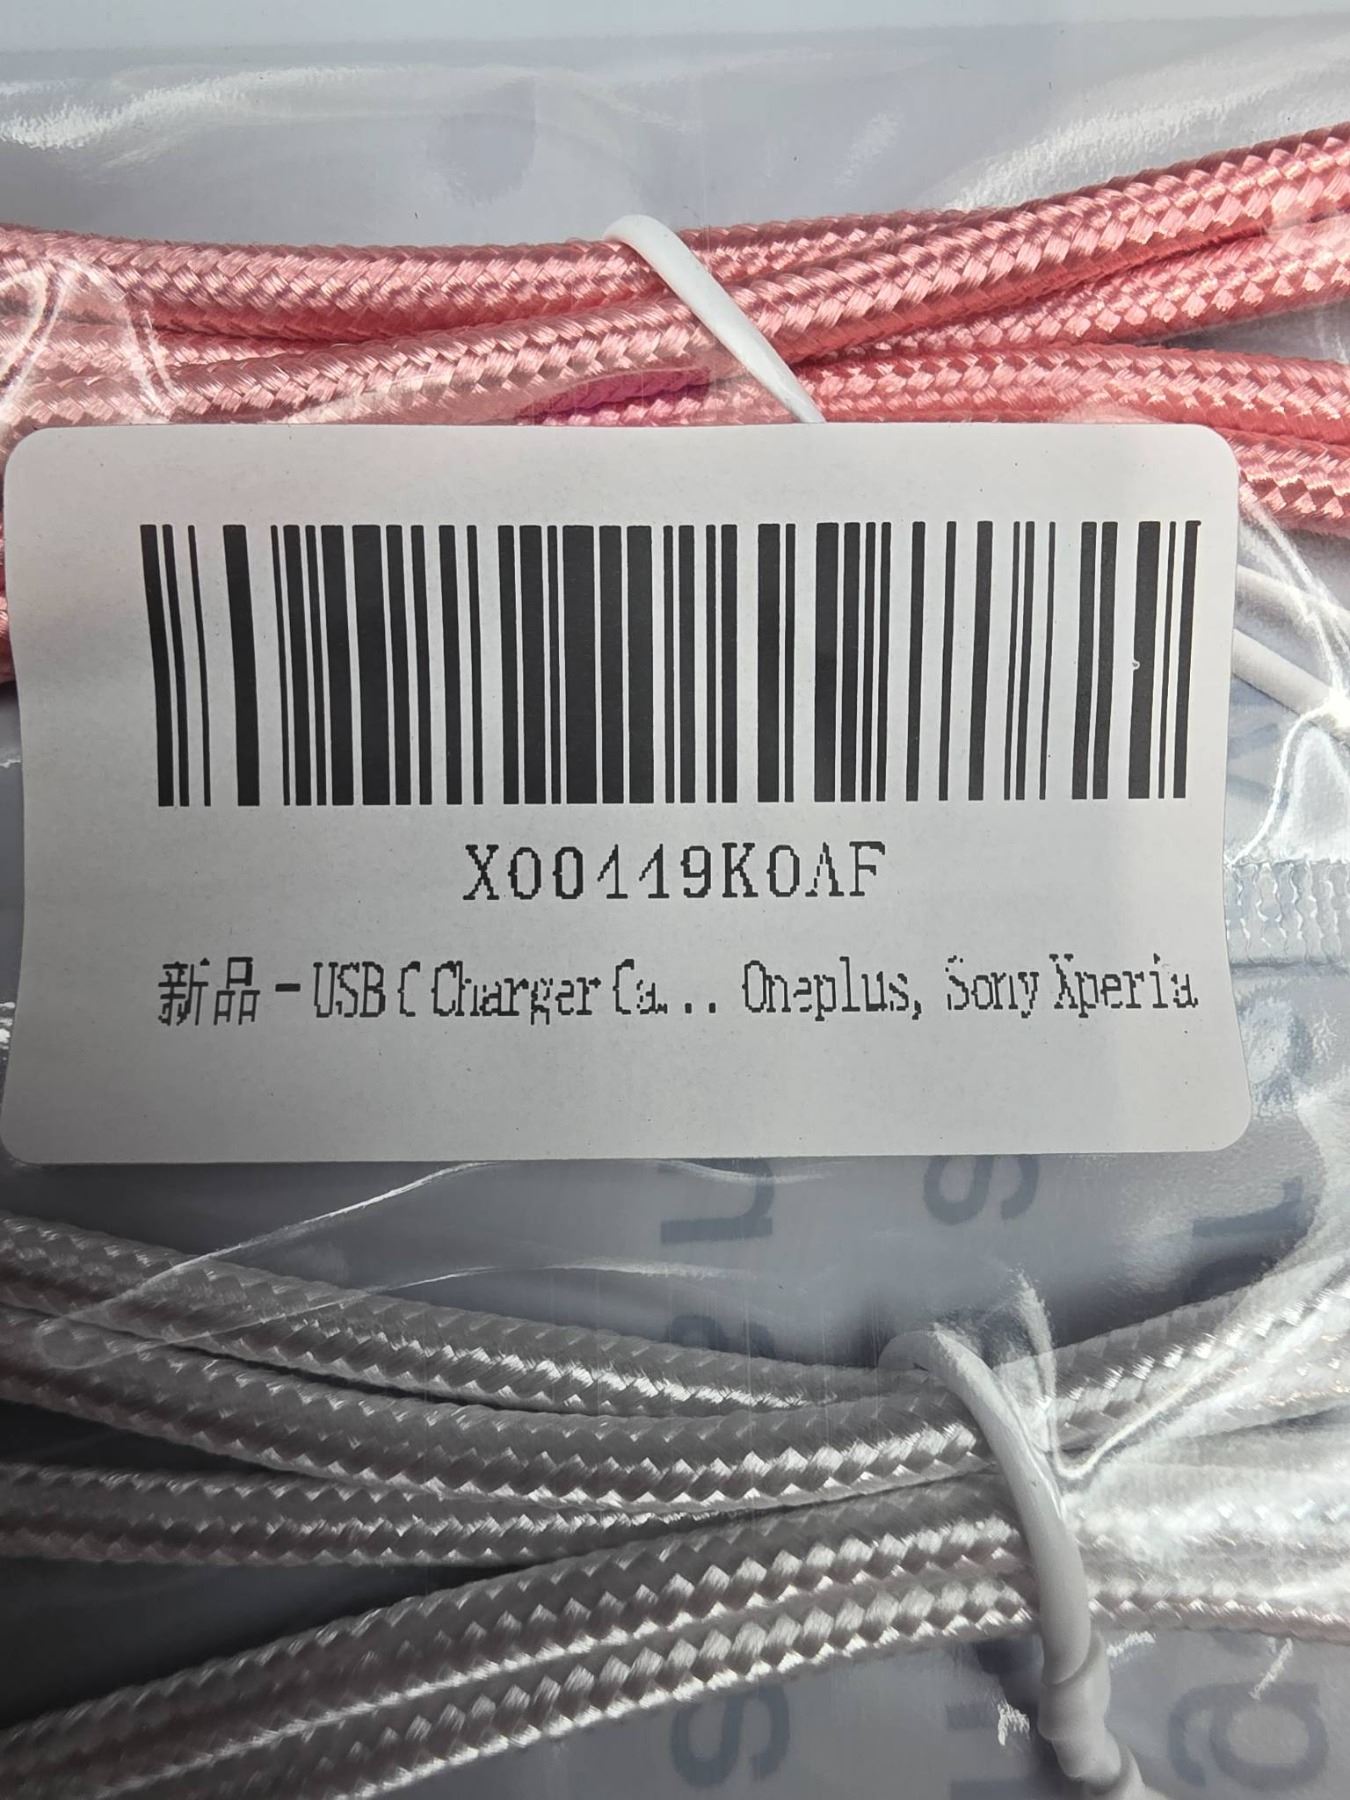 X00119K0AF
新品 - USB C Charger Ca... Oneplus, Sony Xperia